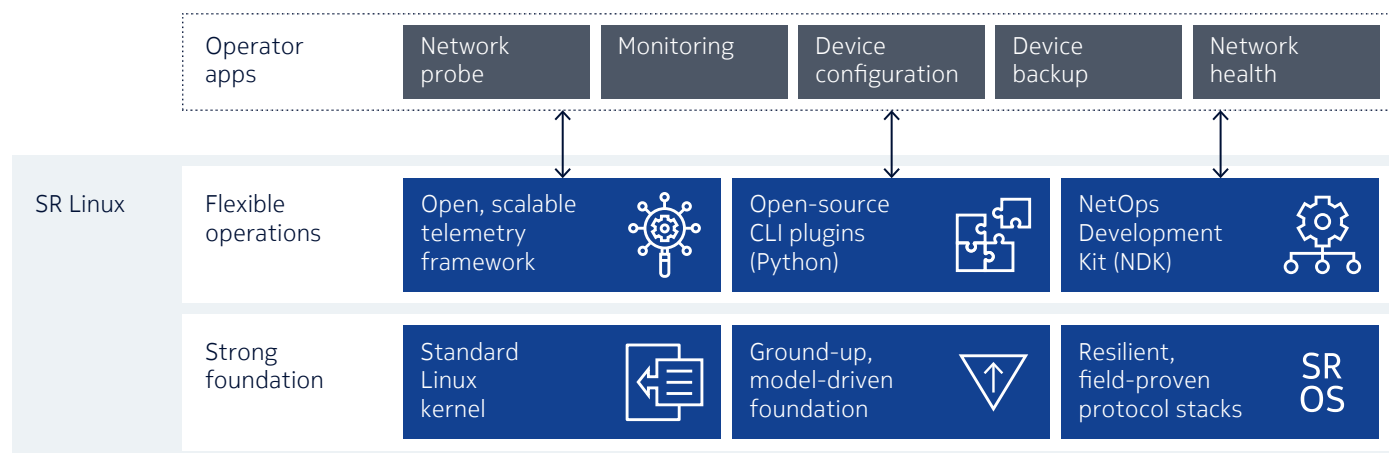 Operator
apps
Network
probe
Monitoring
Device
configuration
Device
backup
Network
health
SR Linux
Flexible
operations
Open, scalable
telemetry
framework
Open-source
CLI plugins
(Python)
NetOps
Development
Kit (NDK)
Strong
foundation
Standard
Linux
kernel
Ground-up,
model-driven
foundation
Resilient,
field-proven
protocol stacks
SR
OS